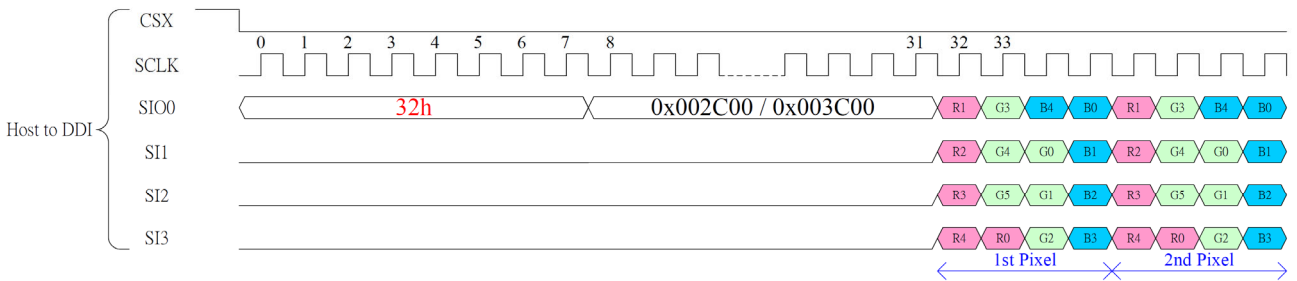 CSX
0 1 2 3 4 5 6 7 8 31 32 33
SCLK
SIO0 32h 0x002C00 / 0x003C00 R1 G3 B4 B0 R1 G3 B4 B0
Host to DDI
SI1 R2 G4 G0 B1 R2 G4 G0 B1
SI2 R3 G5 G1 B2 R3 G5 G1 B2
SI3 R4 R0 G2 B3 R4 R0 G2 B3
1st Pixel 2nd Pixel